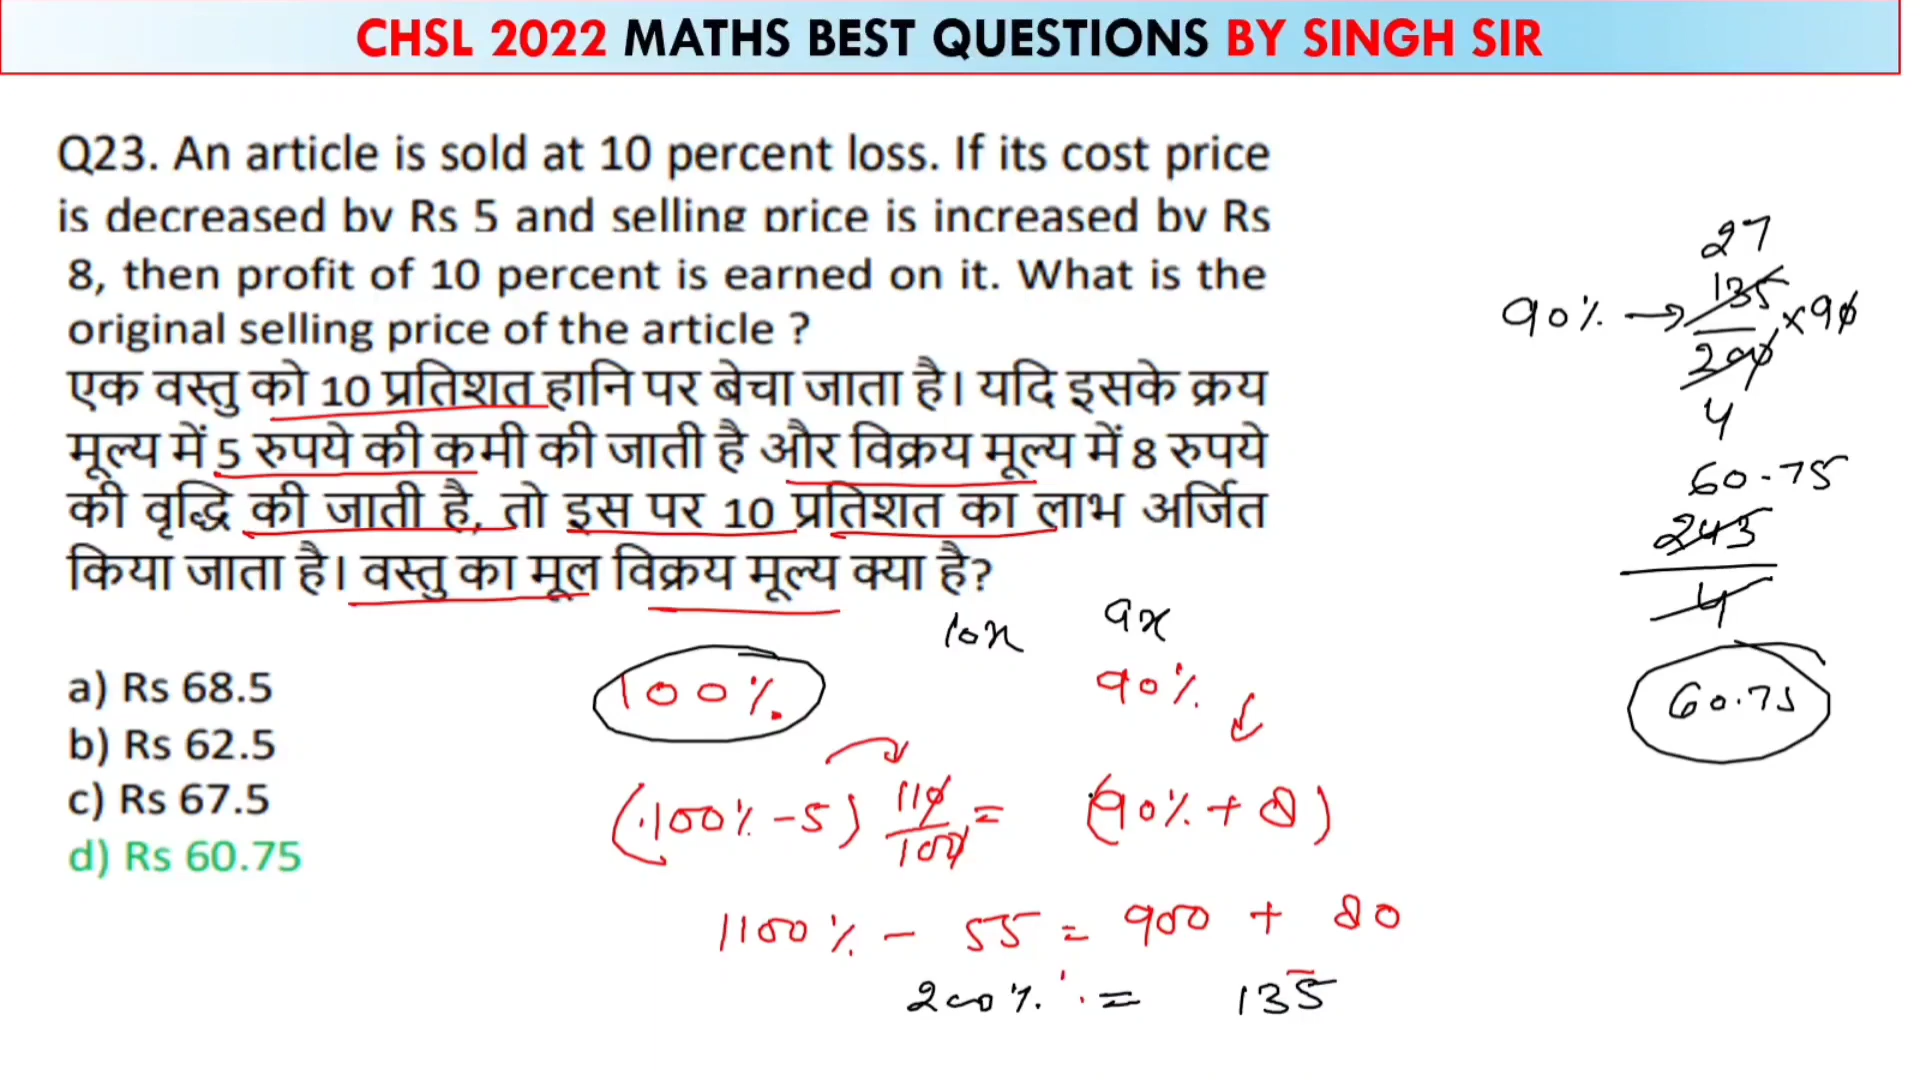 CHSL 2022 MATHS BEST QUESTIONS BY SINGH SIR
Q23. An article is sold at 10 percent loss. If its cost price
is decreased by Rs 5 and selling price is increased by Rs
8, then profit of 10 percent is earned on it. What is the
original selling price of the article ?
एक वस्तु को 10 प्रतिशत हानि पर बेचा जाता है। यदि इसके क्रय
मूल्य में 5 रुपये की कमी की जाती है और विक्रय मूल्य में 8 रुपये
की वृद्धि की जाती है, तो इस पर 10 प्रतिशत का लाभ अर्जित
किया जाता है। वस्तु का मूल विक्रय मूल्य क्या है?
a) Rs 68.5
b) Rs 62.5
c) Rs 67.5
d) Rs 60.75
10x 9x
100% 90%
(100% - 5) 110/100 = (90% + 8)
1100% - 55 = 900 + 80
200% = 135
27
90% → 135/200 × 90
4
60.75
243
4
60.75